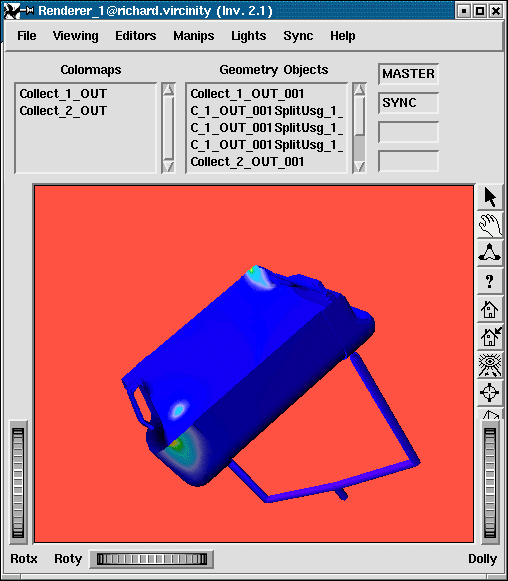 Renderer_1@richard.vircinity (Inv. 2.1)
File Viewing Editors Manips Lights Sync Help
Colormaps
Collect_1_OUT
Collect_2_OUT
Geometry Objects
Collect_1_OUT_001
C_1_OUT_001SplitUsg_1_
C_1_OUT_001SplitUsg_1_
C_1_OUT_001SplitUsg_1_
Collect_2_OUT_001
MASTER
SYNC
?
Rotx Roty Dolly